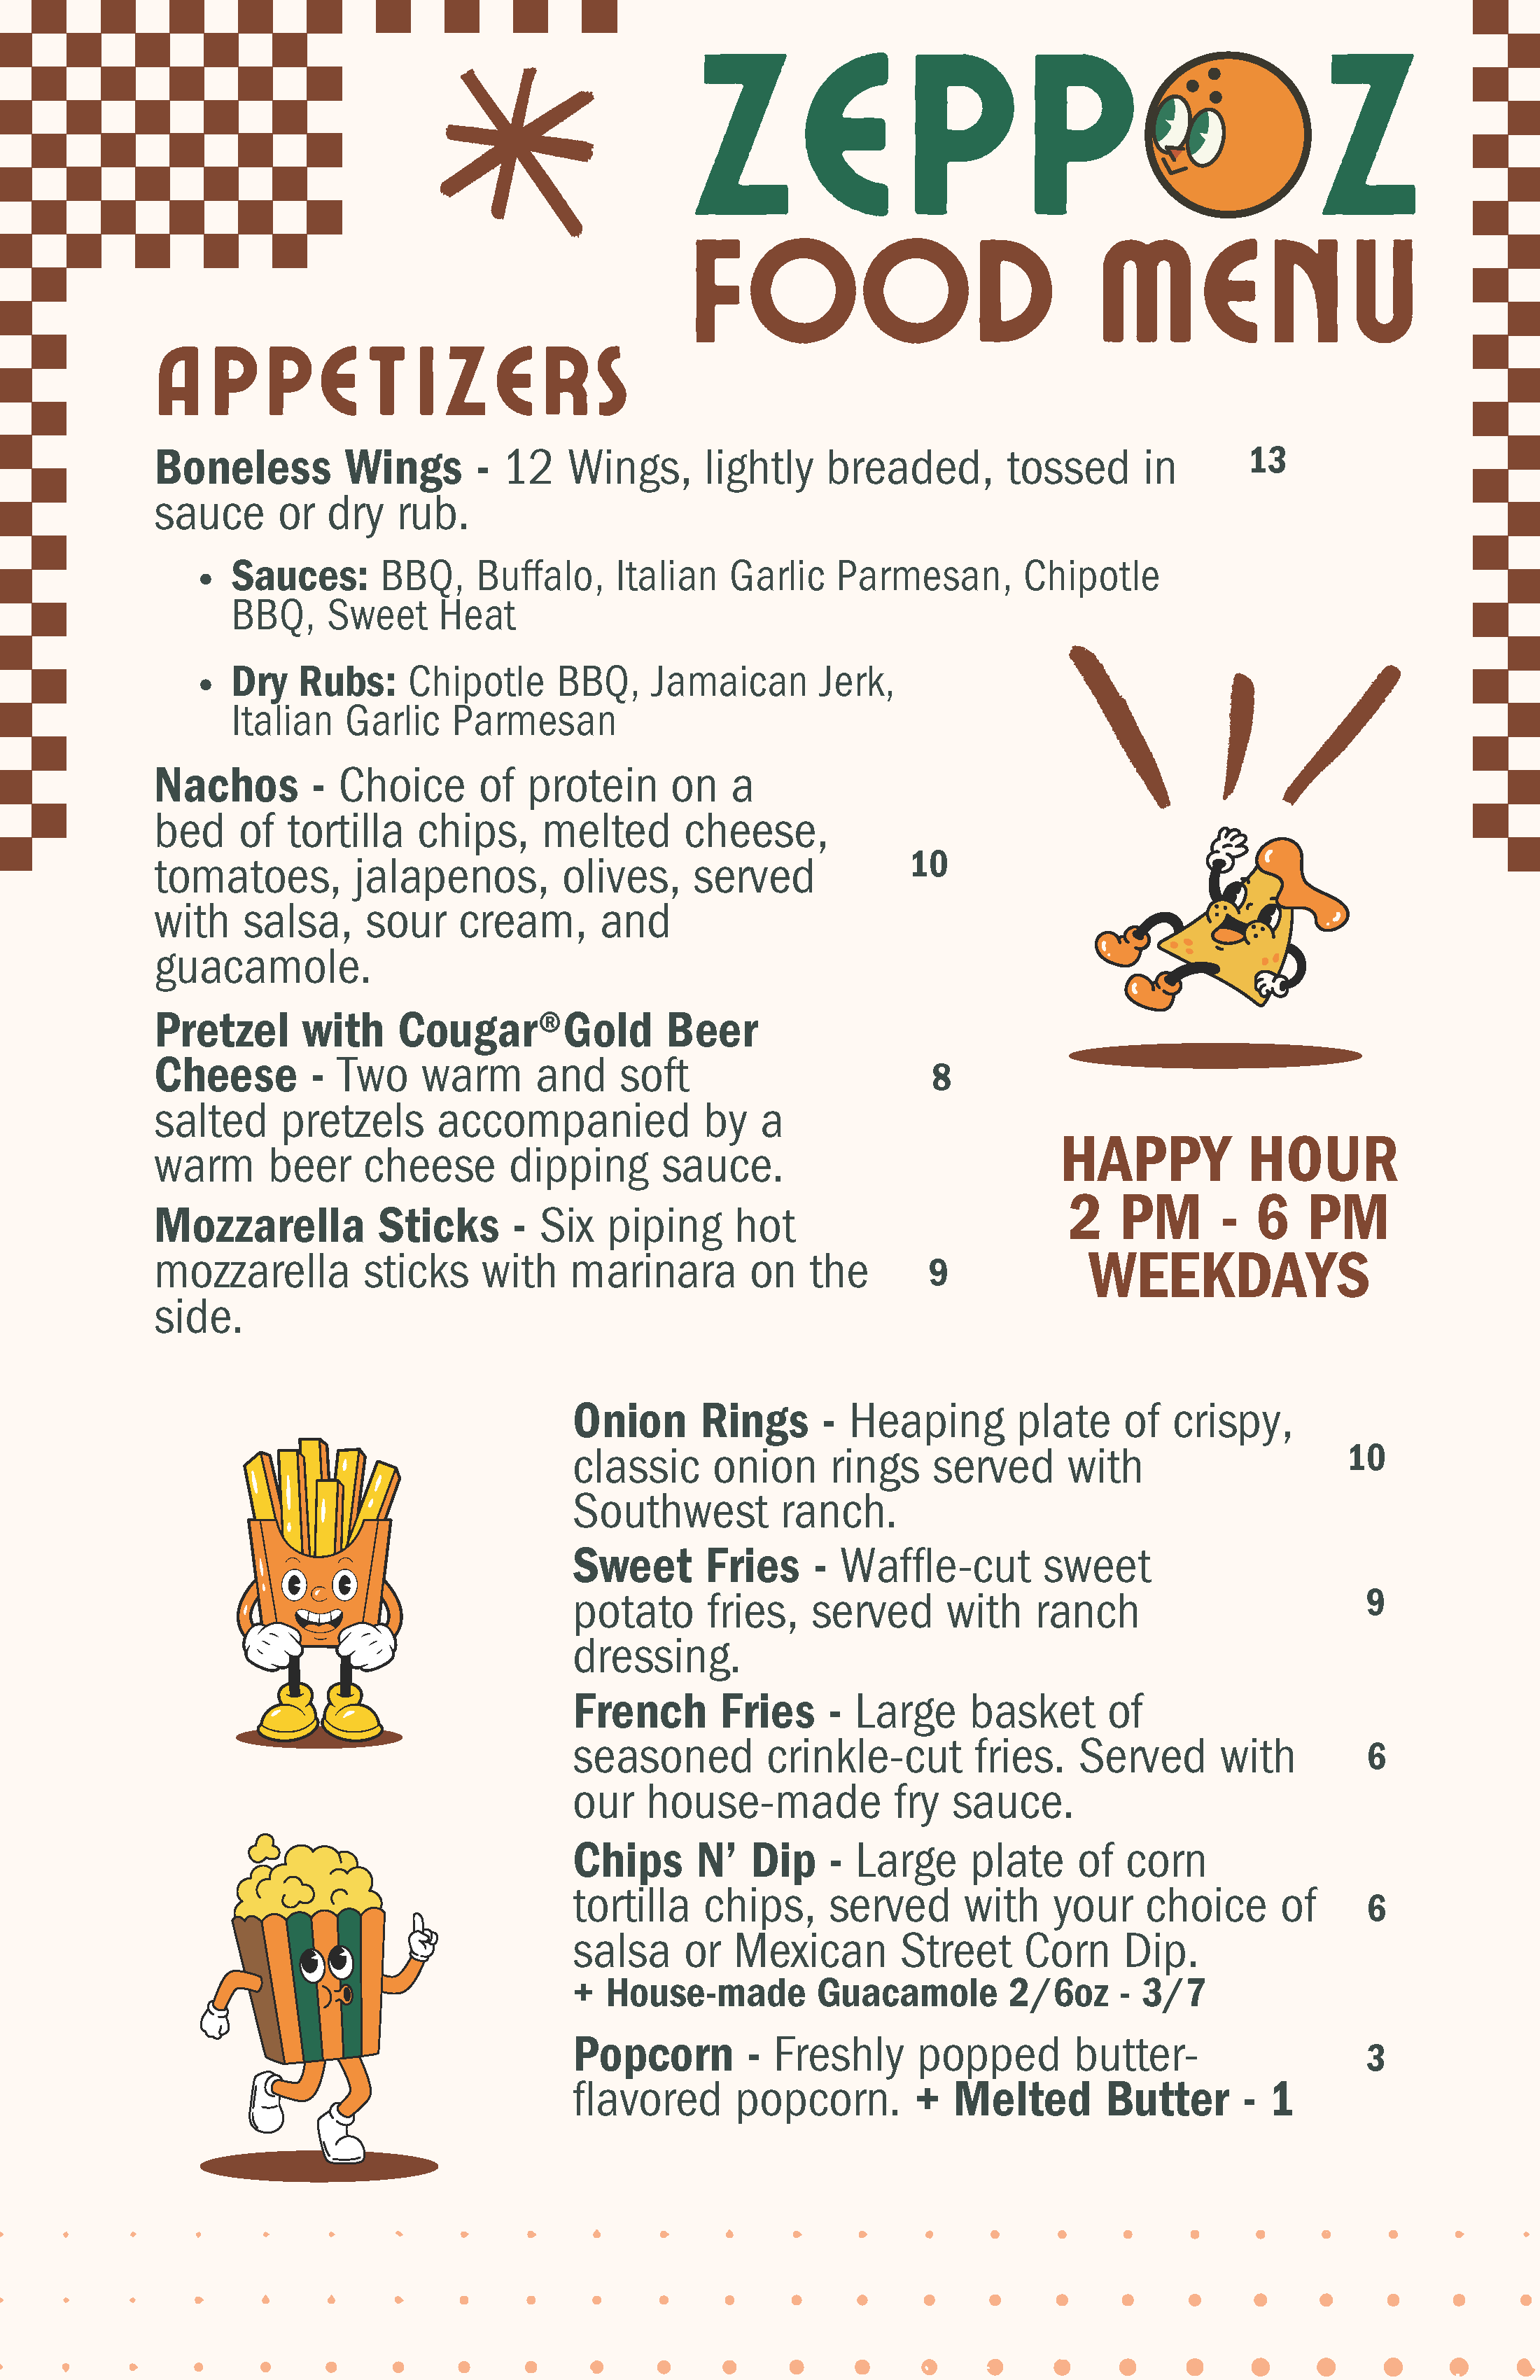 ZEPPOZ
FOOD MENU
APPETIZERS
Boneless Wings - 12 Wings, lightly breaded, tossed in 13
sauce or dry rub.
• Sauces: BBQ, Buffalo, Italian Garlic Parmesan, Chipotle
BBQ, Sweet Heat
• Dry Rubs: Chipotle BBQ, Jamaican Jerk,
Italian Garlic Parmesan
Nachos - Choice of protein on a
bed of tortilla chips, melted cheese,
tomatoes, jalapenos, olives, served 10
with salsa, sour cream, and
guacamole.
Pretzel with Cougar®Gold Beer
Cheese - Two warm and soft 8
salted pretzels accompanied by a
warm beer cheese dipping sauce.
Mozzarella Sticks - Six piping hot
mozzarella sticks with marinara on the 9
side.
HAPPY HOUR
2 PM - 6 PM
WEEKDAYS
Onion Rings - Heaping plate of crispy,
classic onion rings served with 10
Southwest ranch.
Sweet Fries - Waffle-cut sweet
potato fries, served with ranch 9
dressing.
French Fries - Large basket of
seasoned crinkle-cut fries. Served with 6
our house-made fry sauce.
Chips N’ Dip - Large plate of corn
tortilla chips, served with your choice of 6
salsa or Mexican Street Corn Dip.
+ House-made Guacamole 2/6oz - 3/7
Popcorn - Freshly popped butter- 3
flavored popcorn. + Melted Butter - 1